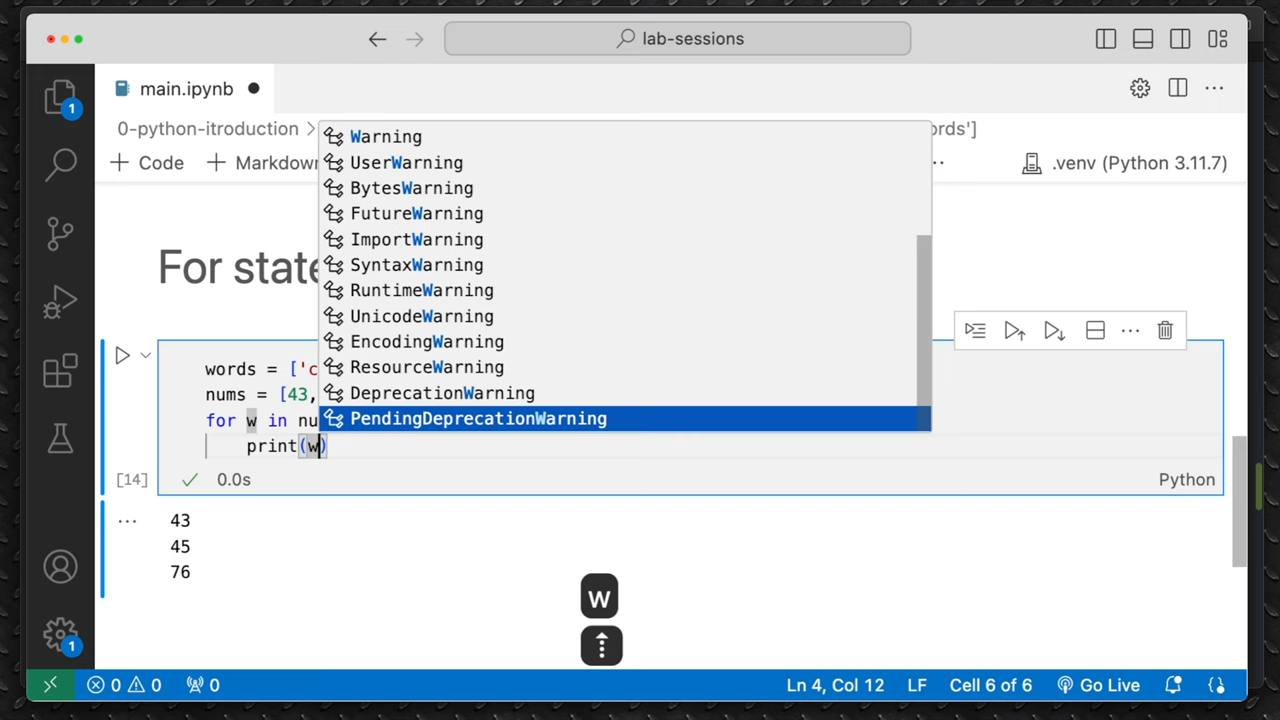 lab-sessions
main.ipynb
0-python-itroduction > ords']
+ Code + Markdown .venv (Python 3.11.7)
1
For state
Warning
UserWarning
BytesWarning
FutureWarning
ImportWarning
SyntaxWarning
RuntimeWarning
UnicodeWarning
EncodingWarning
ResourceWarning
DeprecationWarning
PendingDeprecationWarning
words = ['c
nums = [43,
for w in nu
print(w)
[14] 0.0s Python
43
45
76
w
1
0 0 0 Ln 4, Col 12 LF Cell 6 of 6 Go Live